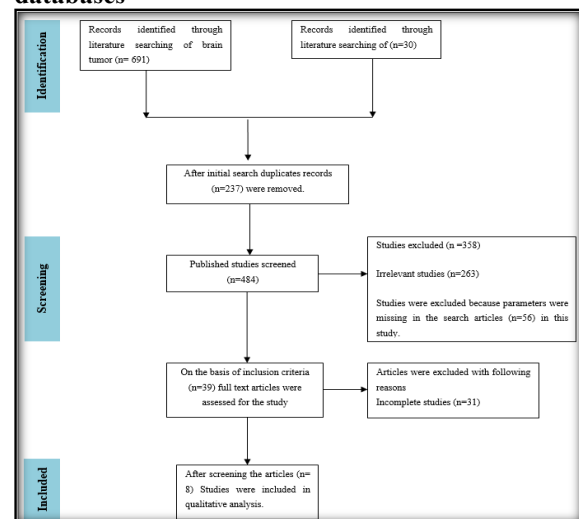 databases
Identification
Records identified through
literature searching of brain
tumor (n= 691)
Records identified through
literature searching of (n=30)
After initial search duplicates records
(n=237) were removed.
Screening
Published studies screened
(n=484)
Studies excluded (n =358)
Irrelevant studies (n=263)
Studies were excluded because parameters were
missing in the search articles (n=56) in this
study.
On the basis of inclusion criteria
(n=39) full text articles were
assessed for the study
Articles were excluded with following
reasons
Incomplete studies (n=31)
Included
After screening the articles (n=
8) Studies were included in
qualitative analysis.